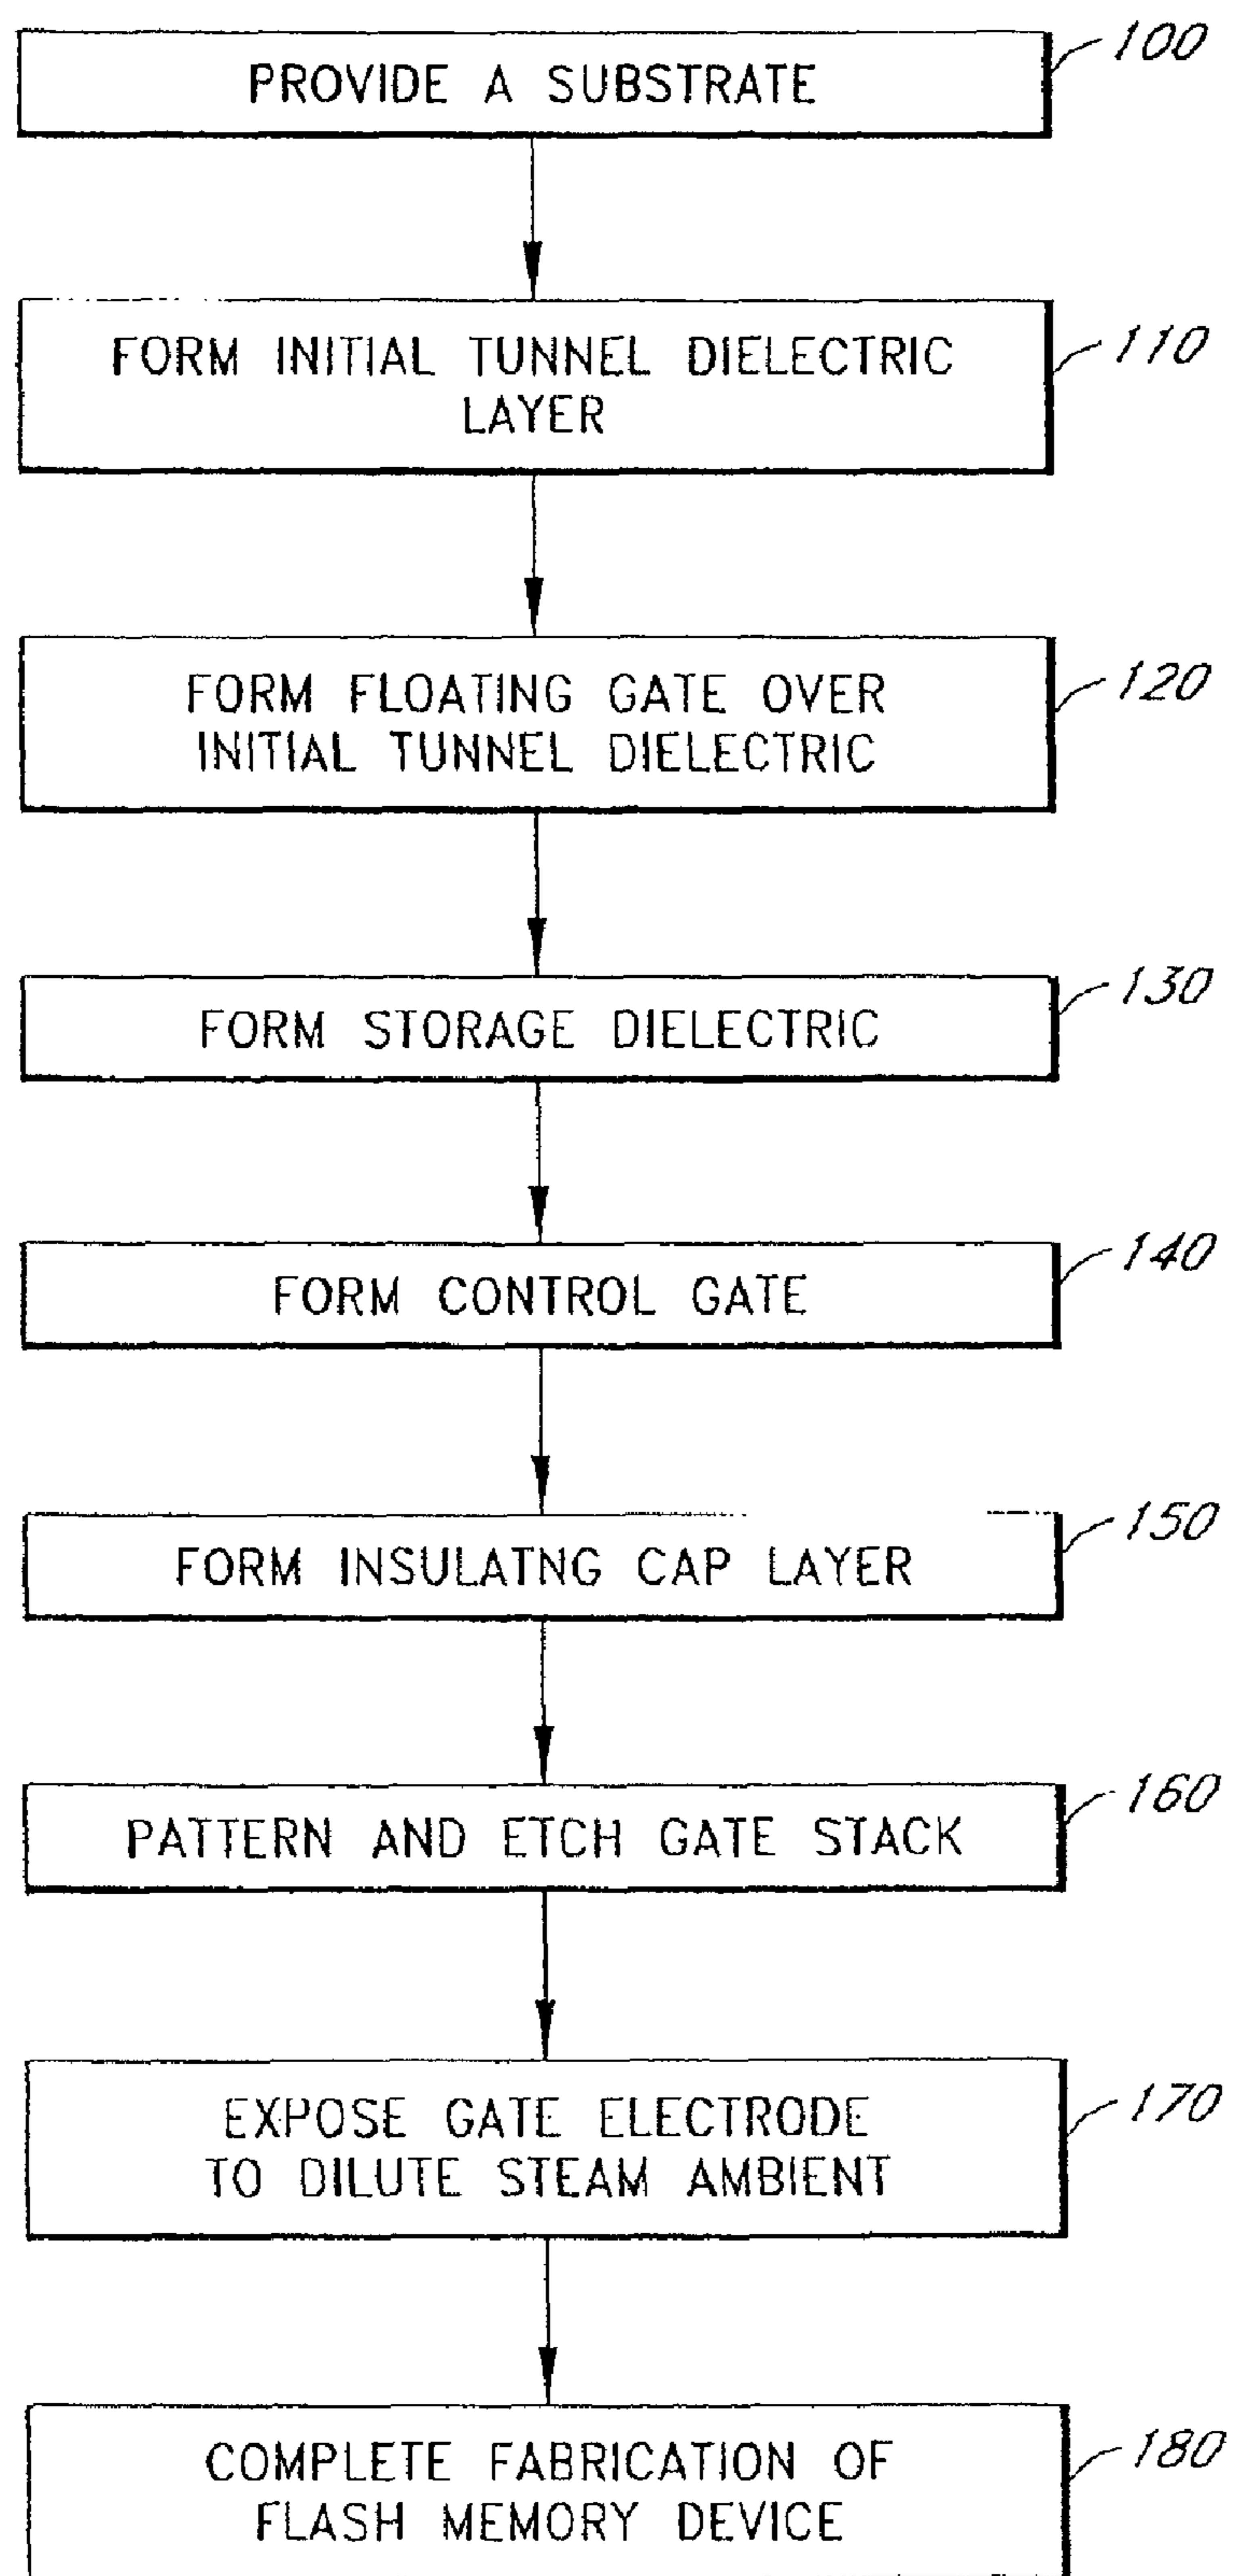 PROVIDE A SUBSTRATE
100
FORM INITIAL TUNNEL DIELECTRIC
LAYER
110
FORM FLOATING GATE OVER
INITIAL TUNNEL DIELECTRIC
120
FORM STORAGE DIELECTRIC
130
FORM CONTROL GATE
140
FORM INSULATNG CAP LAYER
150
PATTERN AND ETCH GATE STACK
160
EXPOSE GATE ELECTRODE
TO DILUTE STEAM AMBIENT
170
COMPLETE FABRICATION OF
FLASH MEMORY DEVICE
180